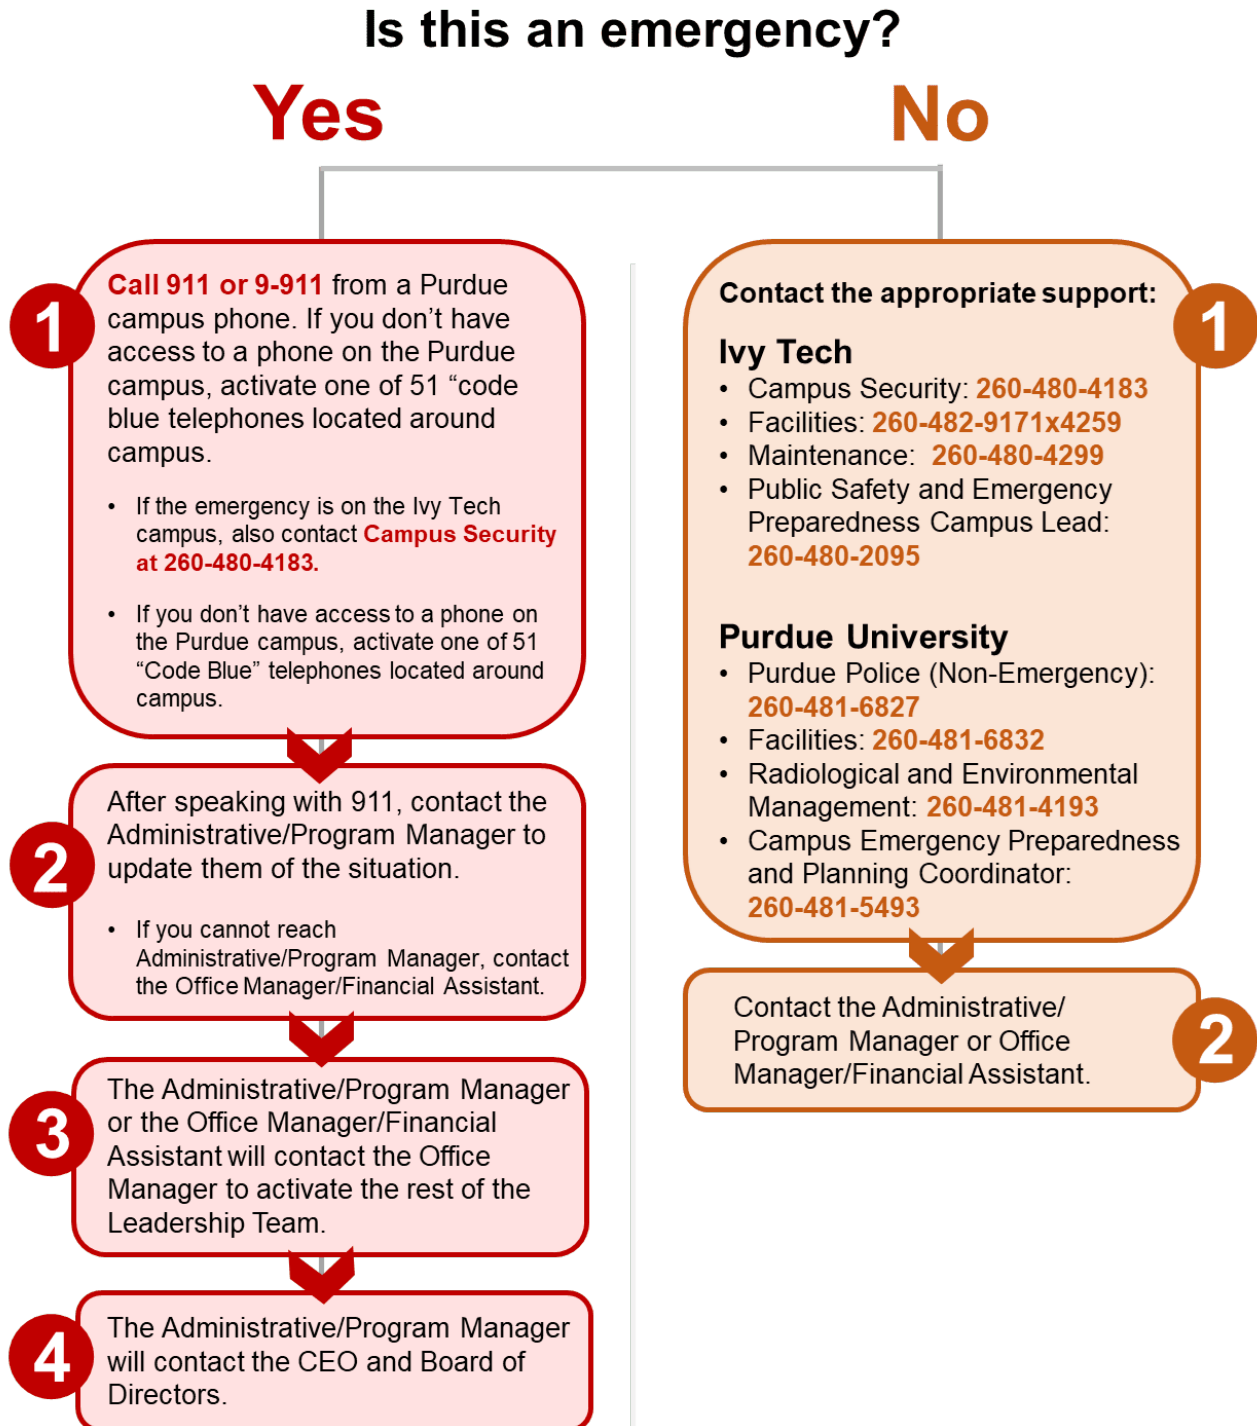 Is this an emergency?
Yes
No
1
Call 911 or 9-911 from a Purdue
campus phone. If you don’t have
access to a phone on the Purdue
campus, activate one of 51 “code
blue telephones located around
campus.
• If the emergency is on the Ivy Tech
campus, also contact Campus Security
at 260-480-4183.
• If you don’t have access to a phone on
the Purdue campus, activate one of 51
“Code Blue” telephones located around
campus.
2
After speaking with 911, contact the
Administrative/Program Manager to
update them of the situation.
• If you cannot reach
Administrative/Program Manager, contact
the Office Manager/Financial Assistant.
3
The Administrative/Program Manager
or the Office Manager/Financial
Assistant will contact the Office
Manager to activate the rest of the
Leadership Team.
4
The Administrative/Program Manager
will contact the CEO and Board of
Directors.
1
Contact the appropriate support:
Ivy Tech
• Campus Security: 260-480-4183
• Facilities: 260-482-9171x4259
• Maintenance: 260-480-4299
• Public Safety and Emergency
Preparedness Campus Lead:
260-480-2095
Purdue University
• Purdue Police (Non-Emergency):
260-481-6827
• Facilities: 260-481-6832
• Radiological and Environmental
Management: 260-481-4193
• Campus Emergency Preparedness
and Planning Coordinator:
260-481-5493
2
Contact the Administrative/
Program Manager or Office
Manager/Financial Assistant.